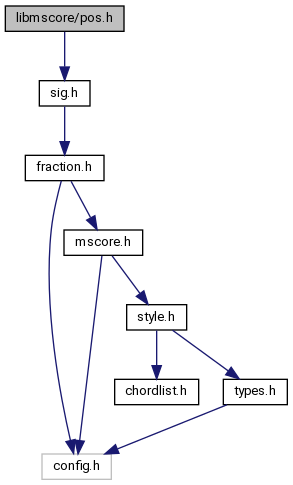 libmscore/pos.h
sig.h
fraction.h
mscore.h
style.h
chordlist.h
types.h
config.h